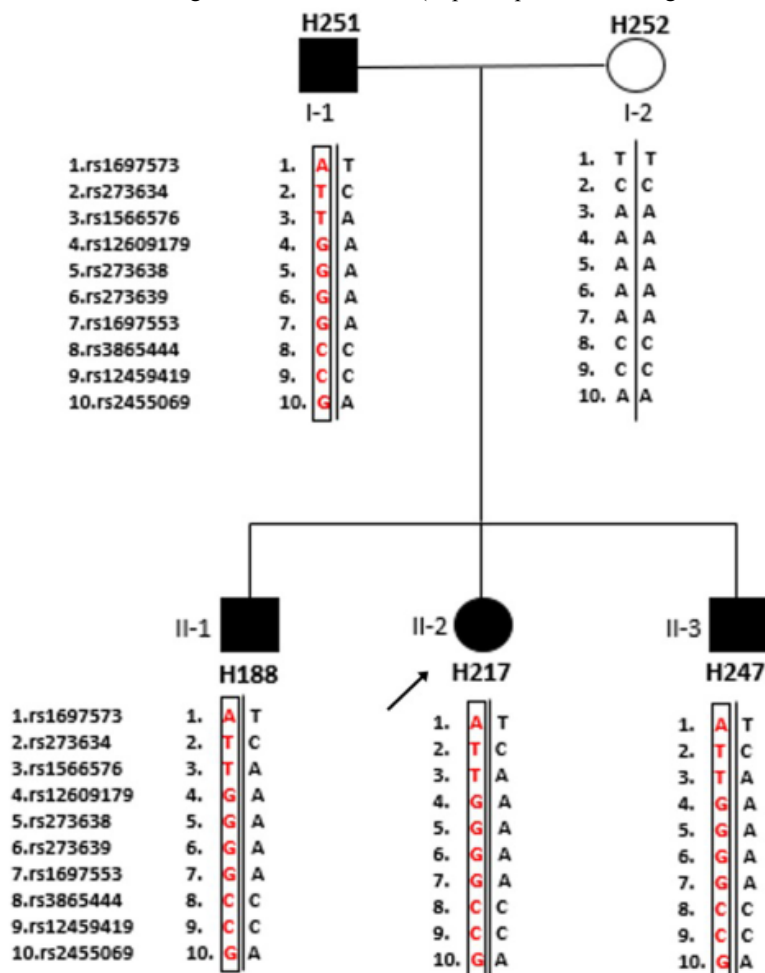 H251 H252
I-1 I-2
1.rs1697573 1. A T 1. T T
2.rs273634 2. T C 2. C C
3.rs1566576 3. T A 3. A A
4.rs12609179 4. G A 4. A A
5.rs273638 5. G A 5. A A
6.rs273639 6. G A 6. A A
7.rs1697553 7. G A 7. A A
8.rs3865444 8. C C 8. C C
9.rs12459419 9. C C 9. C C
10.rs2455069 10. G A 10. A A
II-1 II-2 II-3
H188 H217 H247
1.rs1697573 1. A T 1. A T 1. A T
2.rs273634 2. T C 2. T C 2. T C
3.rs1566576 3. T A 3. T A 3. T A
4.rs12609179 4. G A 4. G A 4. G A
5.rs273638 5. G A 5. G A 5. G A
6.rs273639 6. G A 6. G A 6. G A
7.rs1697553 7. G A 7. G A 7. G A
8.rs3865444 8. C C 8. C C 8. C C
9.rs12459419 9. C C 9. C C 9. C C
10.rs2455069 10. G A 10. G A 10. G A